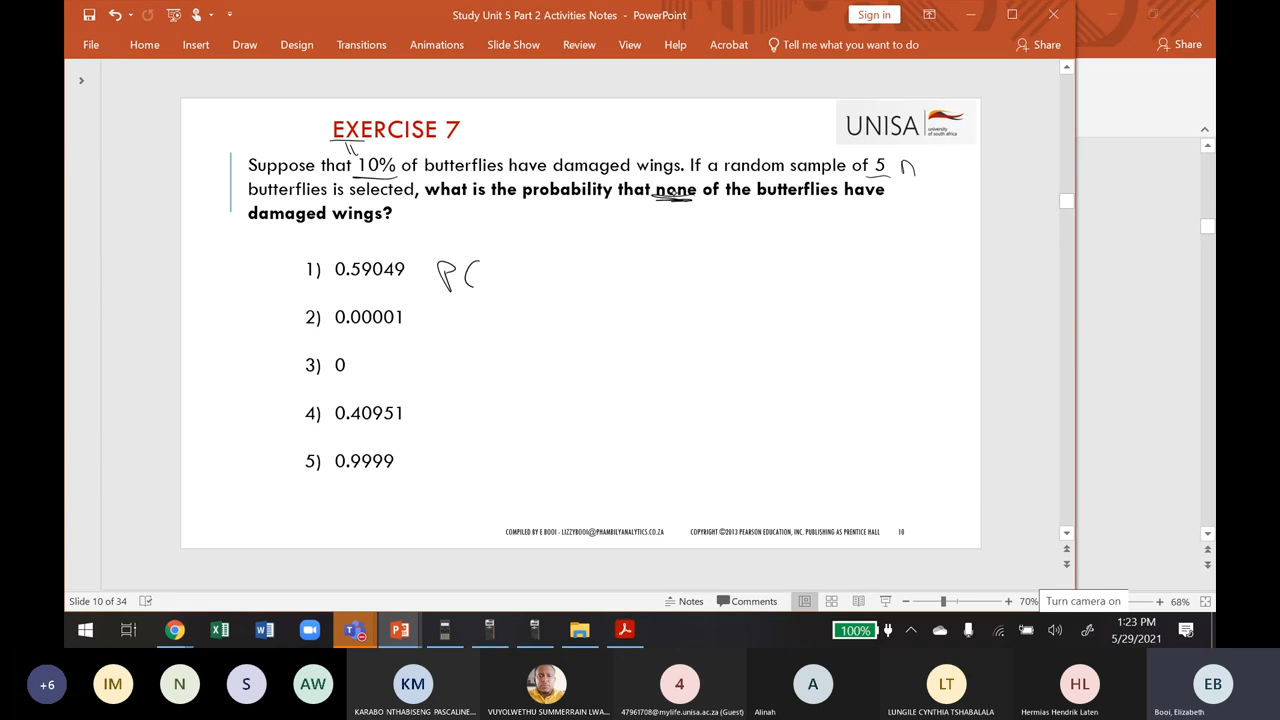 Study Unit 5 Part 2 Activities Notes - PowerPoint
Sign in
File Home Insert Draw Design Transitions Animations Slide Show Review View Help Acrobat Tell me what you want to do Share Share
EXERCISE 7
UNISA university of south africa
Suppose that 10% of butterflies have damaged wings. If a random sample of 5 n
butterflies is selected, what is the probability that none of the butterflies have
damaged wings?
1) 0.59049 P(
2) 0.00001
3) 0
4) 0.40951
5) 0.9999
COMPILED BY E BOOI - LIZZYBOOI@PHAMBILYANALYTICS.CO.ZA COPYRIGHT ©2013 PEARSON EDUCATION, INC. PUBLISHING AS PRENTICE HALL 10
Slide 10 of 34 Notes Comments 70% Turn camera on 68%
100% 1:23 PM
5/29/2021
+6 IM N S AW KM 4 A LT HL EB
KARABO NTHABISENG PASCALINE... VUYOLWETHU SUMMERRAIN LWA... 47961708@mylife.unisa.ac.za (Guest) Alinah LUNGILE CYNTHIA TSHABALALA Hermias Hendrik Laten Booi, Elizabeth